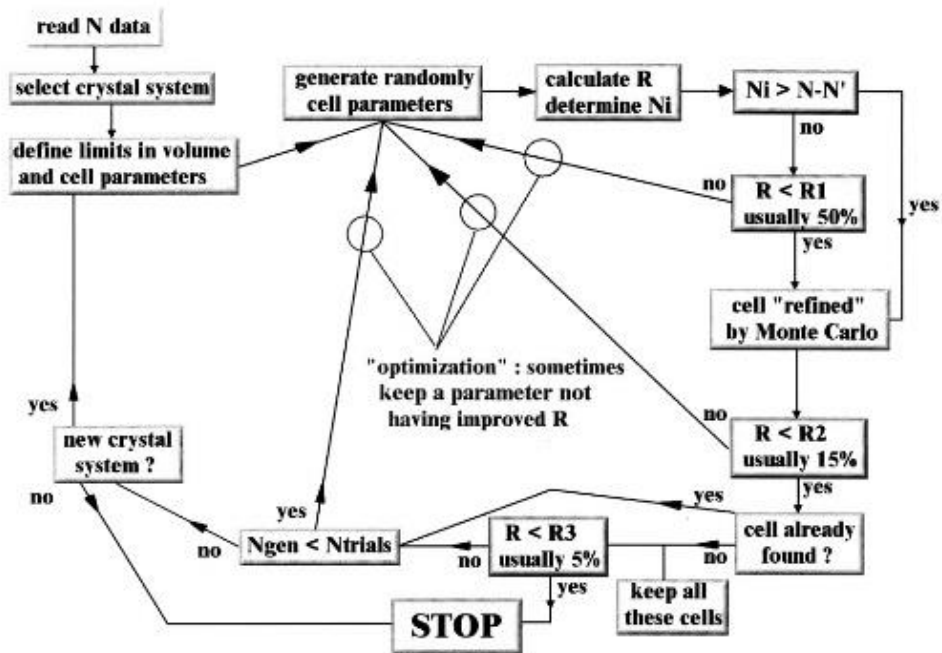 read N data
select crystal system
define limits in volume
and cell parameters
generate randomly
cell parameters
calculate R
determine Ni
Ni > N-N'
no
yes
no
R < R1
usually 50%
yes
cell "refined"
by Monte Carlo
"optimization" : sometimes
keep a parameter not
having improved R
no
R < R2
usually 15%
yes
yes
new crystal
system ?
no
yes
no
Ngen < Ntrials
no
R < R3
usually 5%
yes
yes
no
cell already
found ?
keep all
these cells
STOP